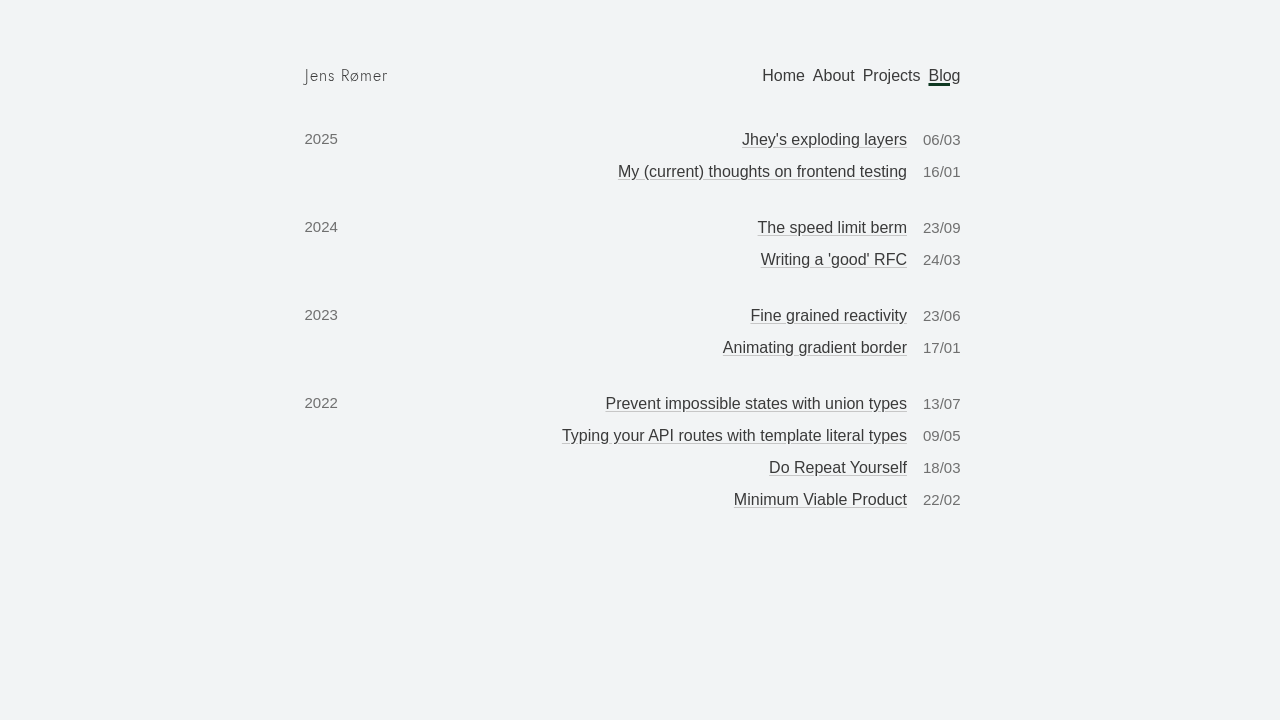 Jens Rømer Home About Projects Blog
2025 Jhey's exploding layers 06/03
My (current) thoughts on frontend testing 16/01
2024 The speed limit berm 23/09
Writing a 'good' RFC 24/03
2023 Fine grained reactivity 23/06
Animating gradient border 17/01
2022 Prevent impossible states with union types 13/07
Typing your API routes with template literal types 09/05
Do Repeat Yourself 18/03
Minimum Viable Product 22/02